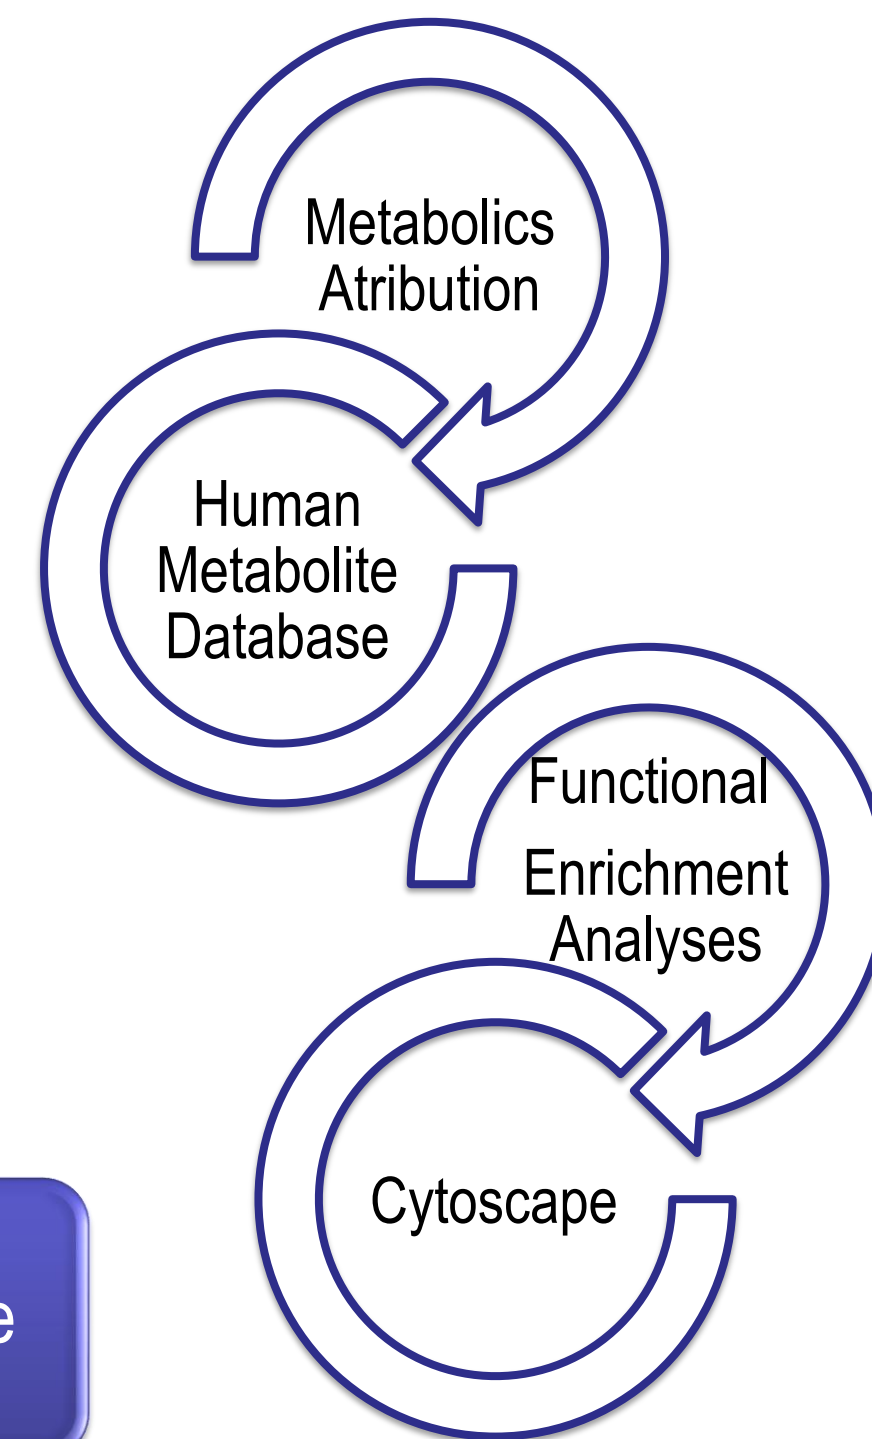 Metabolics
Atribution
Human
Metabolite
Database
Functional
Enrichment
Analyses
Cytoscape
e